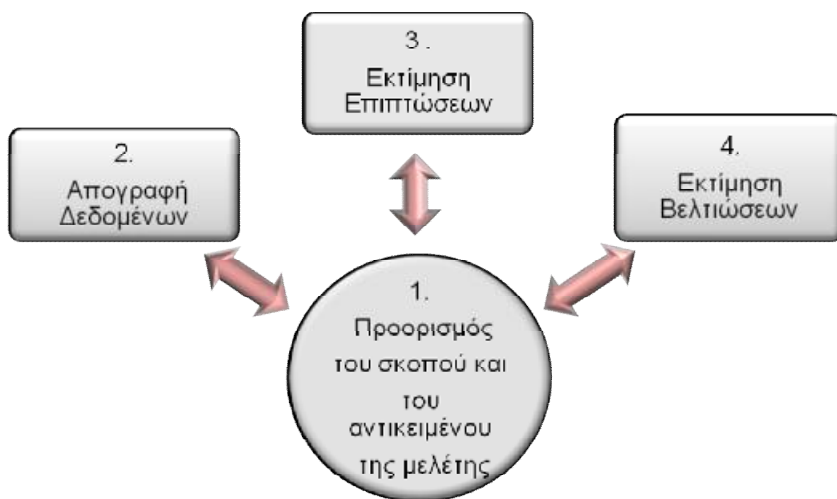 3 .
Εκτίμηση
Επιπτώσεων
2.
Απογραφή
Δεδομένων
4.
Εκτίμηση
Βελτιώσεων
1.
Προορισμός
του σκοπού και
του
αντικειμένου
της μελέτης